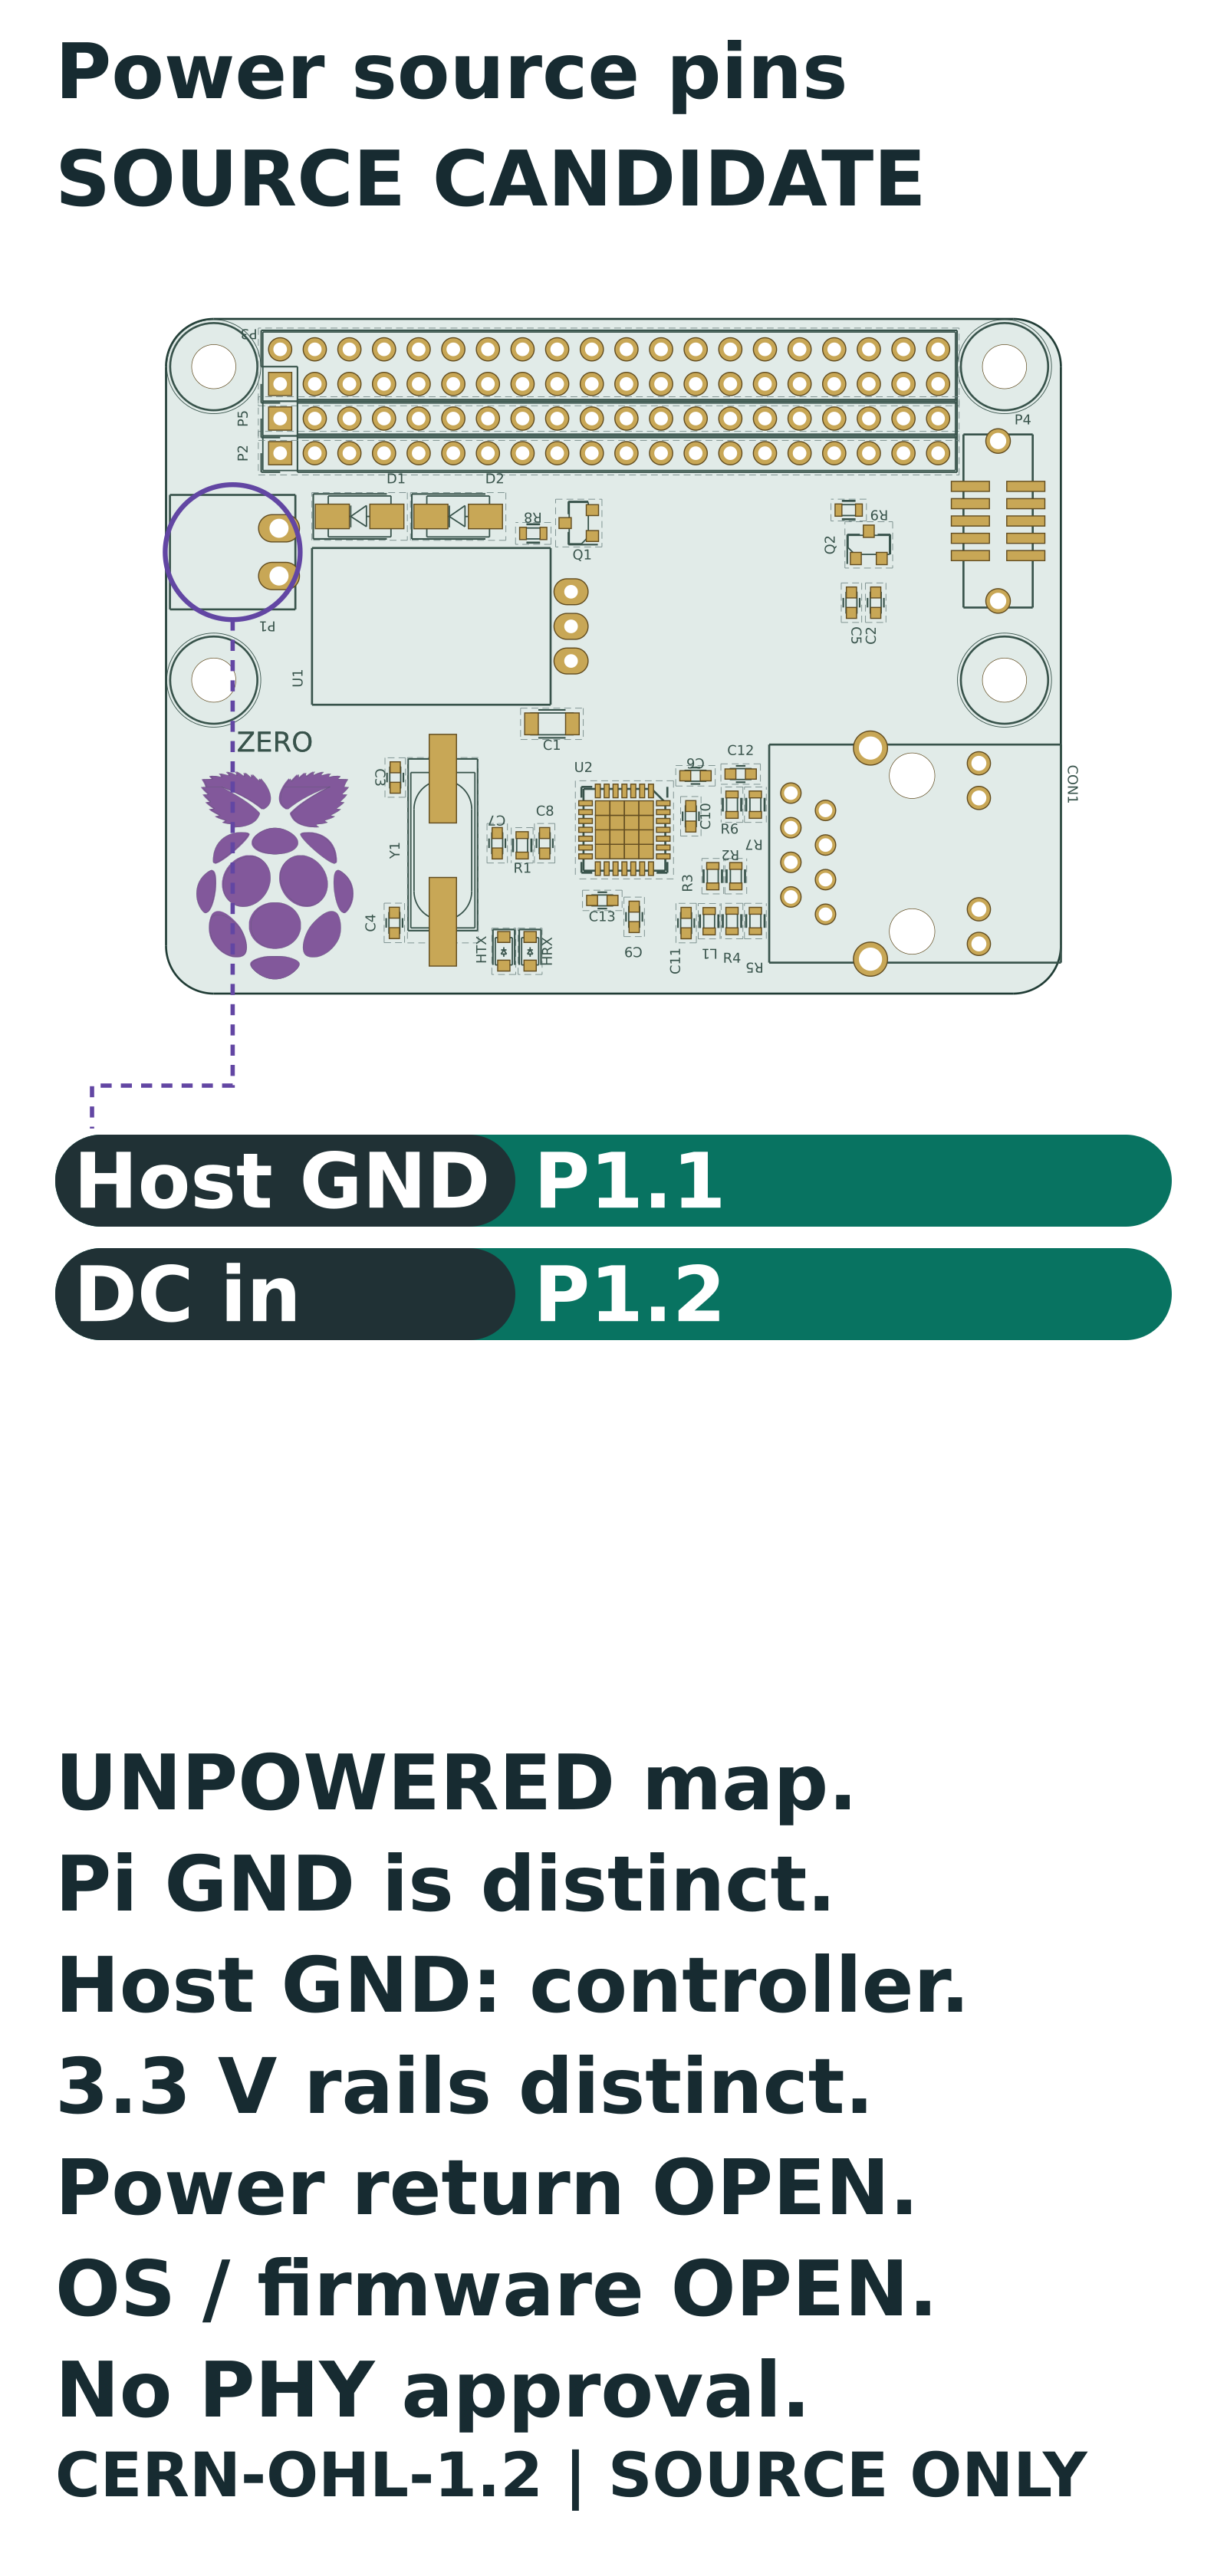 Power source pins
SOURCE CANDIDATE
P3
P5
P2
P4
D1
D2
R8
Q1
R9
Q2
C5
C2
P1
U1
C1
ZERO
C3
U2
C6
C12
CON1
C10
R6
R7
Y1
C7
C8
R1
R2
R3
C4
C13
C9
HTX
HRX
C11
L1
R4
R5
Host GND P1.1
DC in P1.2
UNPOWERED map.
Pi GND is distinct.
Host GND: controller.
3.3 V rails distinct.
Power return OPEN.
OS / firmware OPEN.
No PHY approval.
CERN-OHL-1.2 | SOURCE ONLY